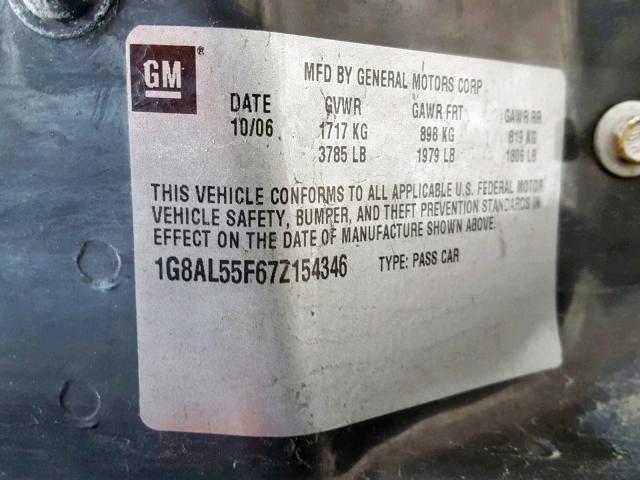 GM ®
MFD BY GENERAL MOTORS CORP
DATE GVWR GAWR FRT GAWR RR
10/06 1717 KG 898 KG 819 KG
3785 LB 1979 LB 1806 LB
THIS VEHICLE CONFORMS TO ALL APPLICABLE U.S. FEDERAL MOTOR
VEHICLE SAFETY, BUMPER, AND THEFT PREVENTION STANDARDS IN
EFFECT ON THE DATE OF MANUFACTURE SHOWN ABOVE.
1G8AL55F67Z154346 TYPE: PASS CAR